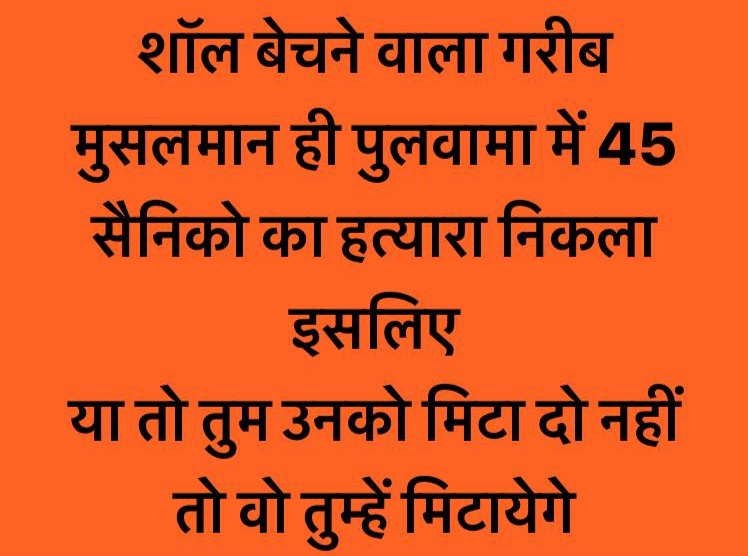 शॉल बेचने वाला गरीब
मुसलमान ही पुलवामा में 45
सैनिको का हत्यारा निकला
इसलिए
या तो तुम उनको मिटा दो नहीं
तो वो तुम्हें मिटायेगे